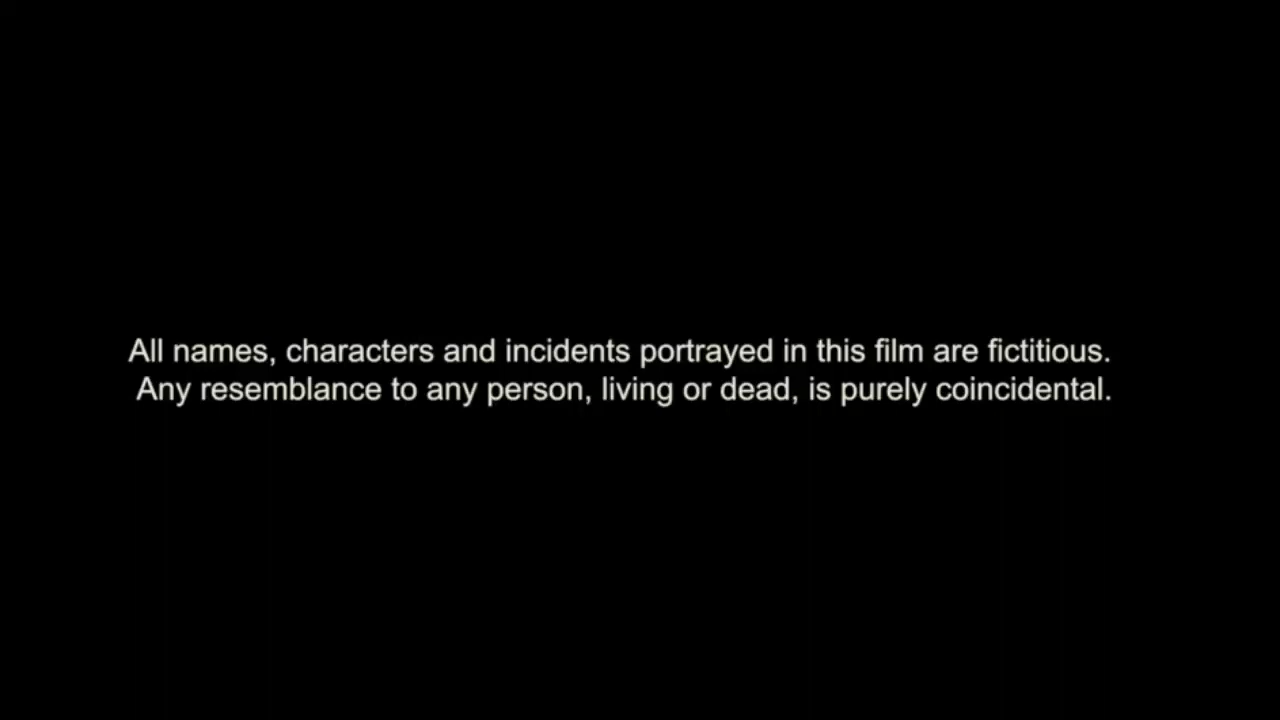 All names, characters and incidents portrayed in this film are fictitious.
Any resemblance to any person, living or dead, is purely coincidental.